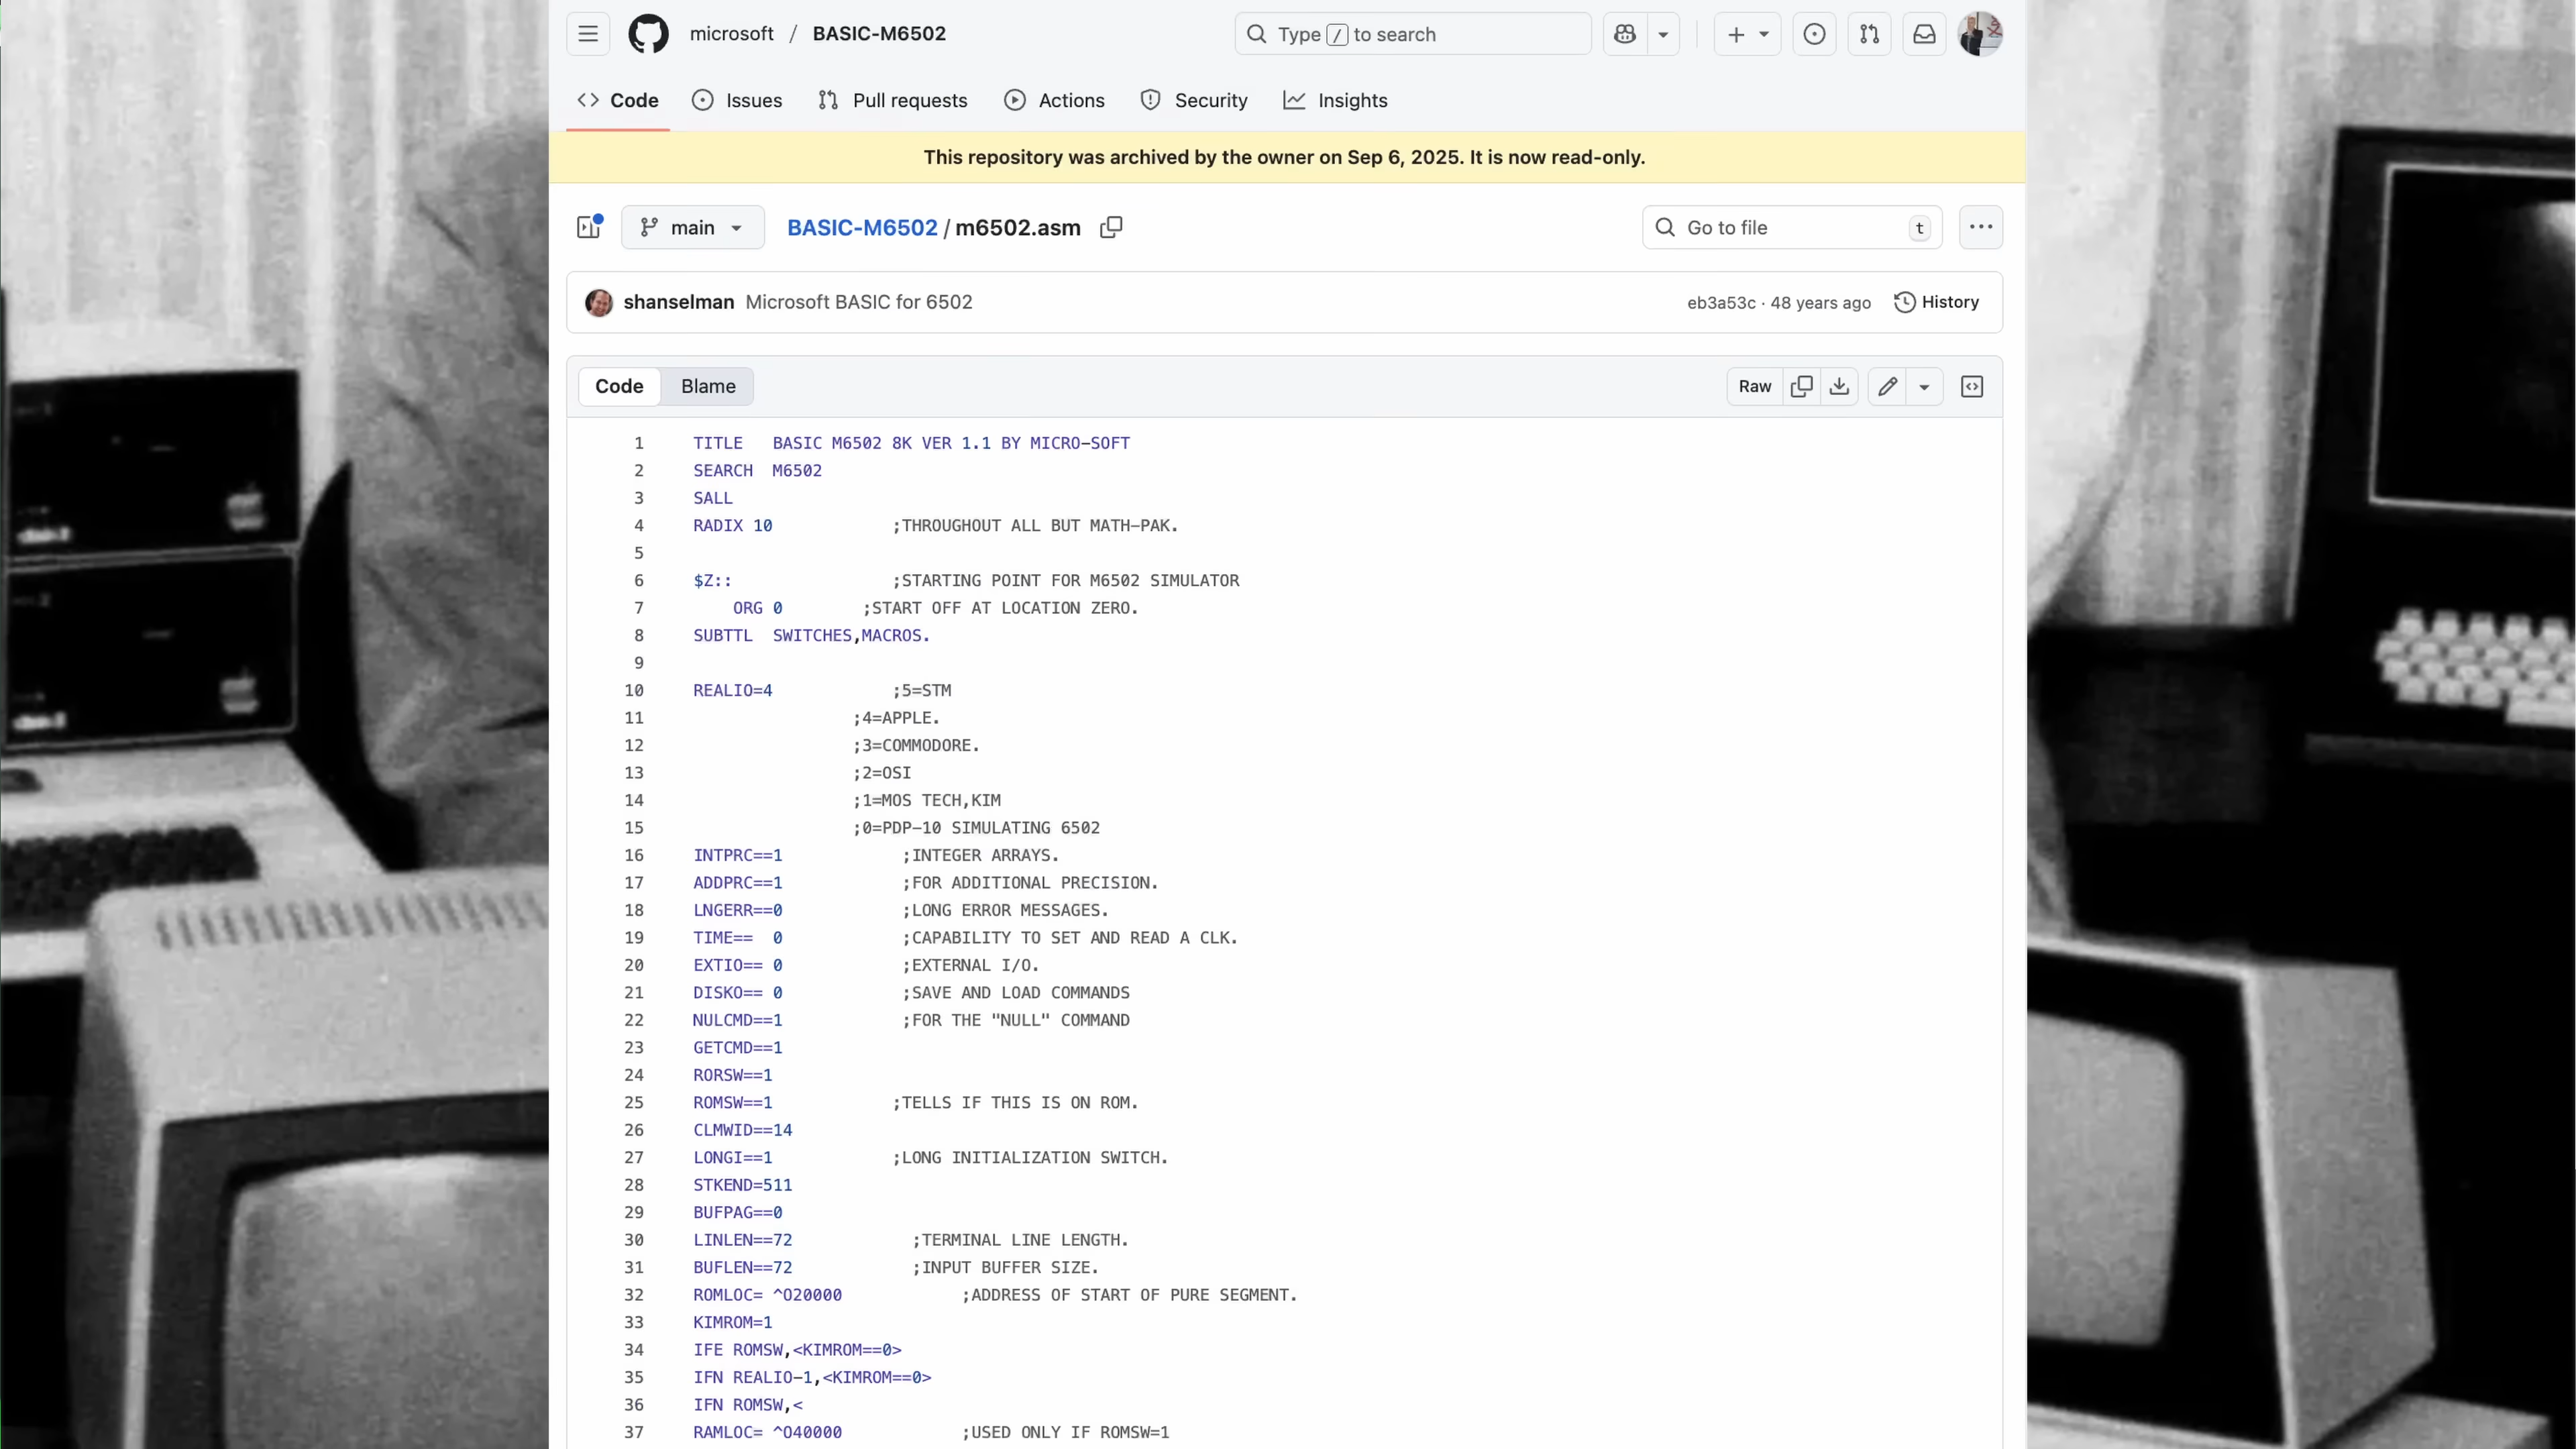 microsoft / BASIC-M6502
Type / to search
Code Issues Pull requests Actions Security Insights
This repository was archived by the owner on Sep 6, 2025. It is now read-only.
main BASIC-M6502 / m6502.asm Go to file t
shanselman Microsoft BASIC for 6502 eb3a53c · 48 years ago History
Code Blame Raw
1 TITLE BASIC M6502 8K VER 1.1 BY MICRO-SOFT
2 SEARCH M6502
3 SALL
4 RADIX 10 ;THROUGHOUT ALL BUT MATH-PAK.
5
6 $Z:: ;STARTING POINT FOR M6502 SIMULATOR
7 ORG 0 ;START OFF AT LOCATION ZERO.
8 SUBTTL SWITCHES,MACROS.
9
10 REALIO=4 ;5=STM
11 ;4=APPLE.
12 ;3=COMMODORE.
13 ;2=OSI
14 ;1=MOS TECH,KIM
15 ;0=PDP-10 SIMULATING 6502
16 INTPRC==1 ;INTEGER ARRAYS.
17 ADDPRC==1 ;FOR ADDITIONAL PRECISION.
18 LNGERR==0 ;LONG ERROR MESSAGES.
19 TIME== 0 ;CAPABILITY TO SET AND READ A CLK.
20 EXTIO== 0 ;EXTERNAL I/O.
21 DISKO== 0 ;SAVE AND LOAD COMMANDS
22 NULCMD==1 ;FOR THE "NULL" COMMAND
23 GETCMD==1
24 RORSW==1
25 ROMSW==1 ;TELLS IF THIS IS ON ROM.
26 CLMWID==14
27 LONGI==1 ;LONG INITIALIZATION SWITCH.
28 STKEND=511
29 BUFPAG==0
30 LINLEN==72 ;TERMINAL LINE LENGTH.
31 BUFLEN==72 ;INPUT BUFFER SIZE.
32 ROMLOC= ^O20000 ;ADDRESS OF START OF PURE SEGMENT.
33 KIMROM=1
34 IFE ROMSW,<KIMROM==0>
35 IFN REALIO-1,<KIMROM==0>
36 IFN ROMSW,<
37 RAMLOC= ^O40000 ;USED ONLY IF ROMSW=1